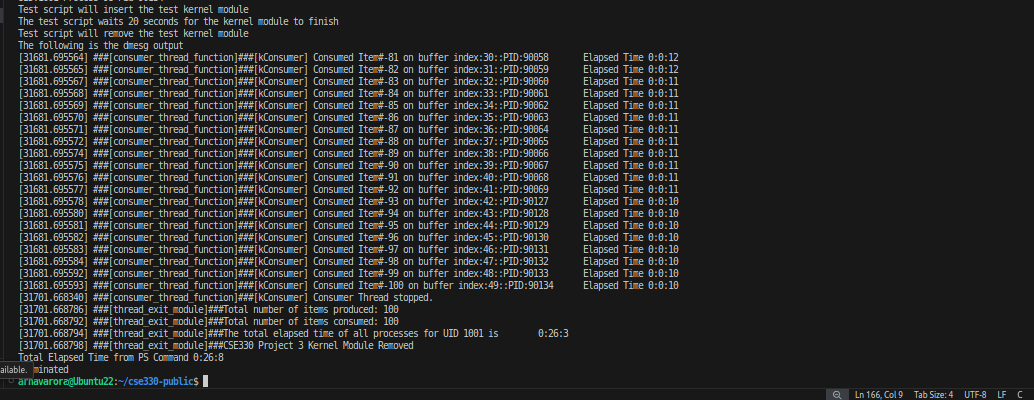 Test script will insert the test kernel module
The test script waits 20 seconds for the kernel module to finish
Test script will remove the test kernel module
The following is the dmesg output
[31681.695564] ###[consumer_thread_function]###[kConsumer] Consumed Item#-81 on buffer index:30::PID:90058 Elapsed Time 0:0:12
[31681.695565] ###[consumer_thread_function]###[kConsumer] Consumed Item#-82 on buffer index:31::PID:90059 Elapsed Time 0:0:12
[31681.695567] ###[consumer_thread_function]###[kConsumer] Consumed Item#-83 on buffer index:32::PID:90060 Elapsed Time 0:0:11
[31681.695568] ###[consumer_thread_function]###[kConsumer] Consumed Item#-84 on buffer index:33::PID:90061 Elapsed Time 0:0:11
[31681.695569] ###[consumer_thread_function]###[kConsumer] Consumed Item#-85 on buffer index:34::PID:90062 Elapsed Time 0:0:11
[31681.695570] ###[consumer_thread_function]###[kConsumer] Consumed Item#-86 on buffer index:35::PID:90063 Elapsed Time 0:0:11
[31681.695571] ###[consumer_thread_function]###[kConsumer] Consumed Item#-87 on buffer index:36::PID:90064 Elapsed Time 0:0:11
[31681.695572] ###[consumer_thread_function]###[kConsumer] Consumed Item#-88 on buffer index:37::PID:90065 Elapsed Time 0:0:11
[31681.695574] ###[consumer_thread_function]###[kConsumer] Consumed Item#-89 on buffer index:38::PID:90066 Elapsed Time 0:0:11
[31681.695575] ###[consumer_thread_function]###[kConsumer] Consumed Item#-90 on buffer index:39::PID:90067 Elapsed Time 0:0:11
[31681.695576] ###[consumer_thread_function]###[kConsumer] Consumed Item#-91 on buffer index:40::PID:90068 Elapsed Time 0:0:11
[31681.695577] ###[consumer_thread_function]###[kConsumer] Consumed Item#-92 on buffer index:41::PID:90069 Elapsed Time 0:0:11
[31681.695578] ###[consumer_thread_function]###[kConsumer] Consumed Item#-93 on buffer index:42::PID:90127 Elapsed Time 0:0:10
[31681.695580] ###[consumer_thread_function]###[kConsumer] Consumed Item#-94 on buffer index:43::PID:90128 Elapsed Time 0:0:10
[31681.695581] ###[consumer_thread_function]###[kConsumer] Consumed Item#-95 on buffer index:44::PID:90129 Elapsed Time 0:0:10
[31681.695582] ###[consumer_thread_function]###[kConsumer] Consumed Item#-96 on buffer index:45::PID:90130 Elapsed Time 0:0:10
[31681.695583] ###[consumer_thread_function]###[kConsumer] Consumed Item#-97 on buffer index:46::PID:90131 Elapsed Time 0:0:10
[31681.695584] ###[consumer_thread_function]###[kConsumer] Consumed Item#-98 on buffer index:47::PID:90132 Elapsed Time 0:0:10
[31681.695592] ###[consumer_thread_function]###[kConsumer] Consumed Item#-99 on buffer index:48::PID:90133 Elapsed Time 0:0:10
[31681.695593] ###[consumer_thread_function]###[kConsumer] Consumed Item#-100 on buffer index:49::PID:90134 Elapsed Time 0:0:10
[31701.668340] ###[consumer_thread_function]###[kConsumer] Consumer Thread stopped.
[31701.668786] ###[thread_exit_module]###Total number of items produced: 100
[31701.668792] ###[thread_exit_module]###Total number of items consumed: 100
[31701.668794] ###[thread_exit_module]###The total elapsed time of all processes for UID 1001 is 0:26:3
[31701.668798] ###[thread_exit_module]###CSE330 Project 3 Kernel Module Removed
Total Elapsed Time from PS Command 0:26:8
ailable. minated
arnavarora@Ubuntu22:~/cse330-public$
Ln 166, Col 9 Tab Size: 4 UTF-8 LF C